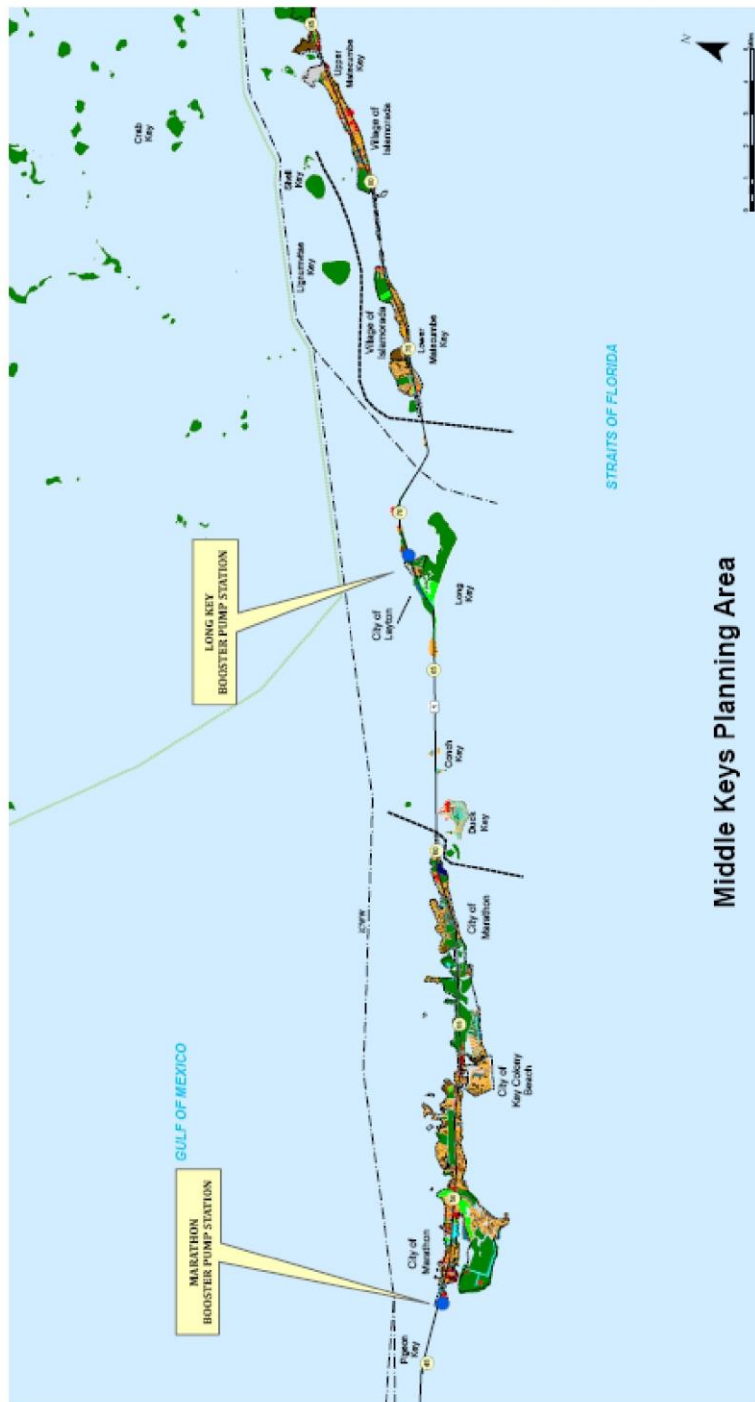 MARATHON
BOOSTER PUMP STATION
LONG KEY
BOOSTER PUMP STATION
Crab
Key
Shell
Key
Lignumvitae
Key
Upper
Matecumbe
Key
Village of
Islamorada
Village of
Islamorada
Lower
Matecumbe
Key
GULF OF MEXICO
ICWW
City of
Layton
Long
Key
Conch
Key
Duck
Key
City of
Marathon
City of
Key Colony
Beach
City of
Marathon
Pigeon
Key
STRAITS OF FLORIDA
Middle Keys Planning Area
N